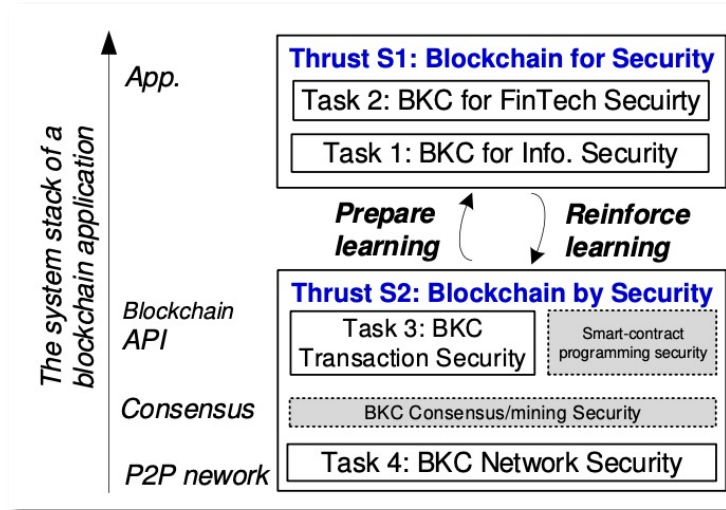 The system stack of a
blockchain application
App.
Thrust S1: Blockchain for Security
Task 2: BKC for FinTech Secuirty
Task 1: BKC for Info. Security
Prepare
learning
Reinforce
learning
Thrust S2: Blockchain by Security
Blockchain
API
Task 3: BKC
Transaction Security
Smart-contract
programming security
Consensus
BKC Consensus/mining Security
P2P nework
Task 4: BKC Network Security